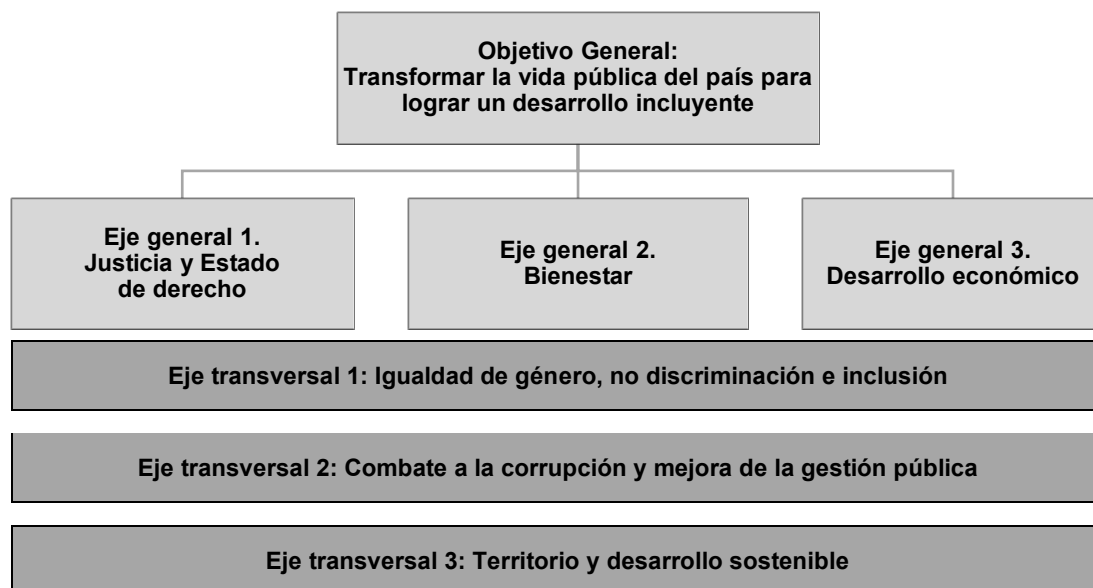 Objetivo General:
Transformar la vida pública del país para
lograr un desarrollo incluyente
Eje general 1.
Justicia y Estado
de derecho
Eje general 2.
Bienestar
Eje general 3.
Desarrollo económico
Eje transversal 1: Igualdad de género, no discriminación e inclusión
Eje transversal 2: Combate a la corrupción y mejora de la gestión pública
Eje transversal 3: Territorio y desarrollo sostenible